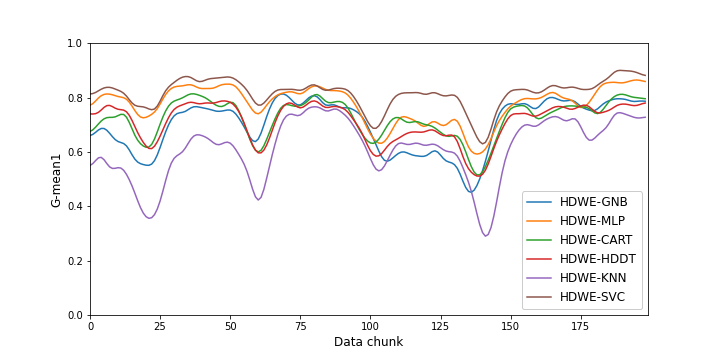 1.0
0.8
0.6
0.4
0.2
0.0
G-mean1
0
25
50
75
100
125
150
175
Data chunk
HDWE-GNB
HDWE-MLP
HDWE-CART
HDWE-HDDT
HDWE-KNN
HDWE-SVC